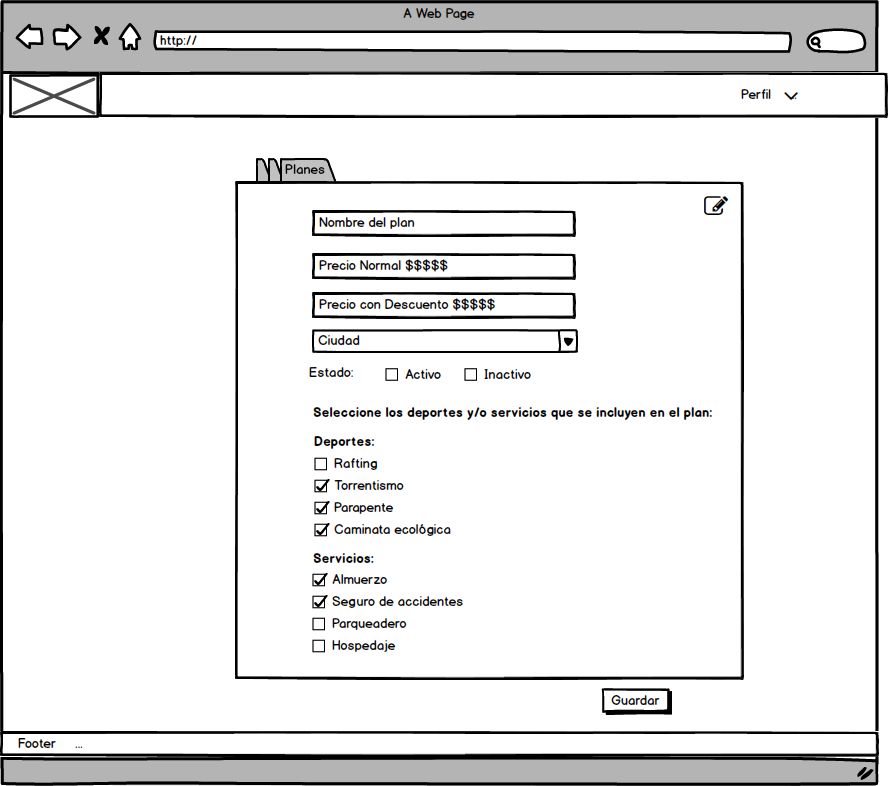 A Web Page
http://
Perfil
Planes
Nombre del plan
Precio Normal $$$$$
Precio con Descuento $$$$$
Ciudad
Estado: Activo Inactivo
Seleccione los deportes y/o servicios que se incluyen en el plan:
Deportes:
Rafting
Torrentismo
Parapente
Caminata ecológica
Servicios:
Almuerzo
Seguro de accidentes
Parqueadero
Hospedaje
Guardar
Footer ...